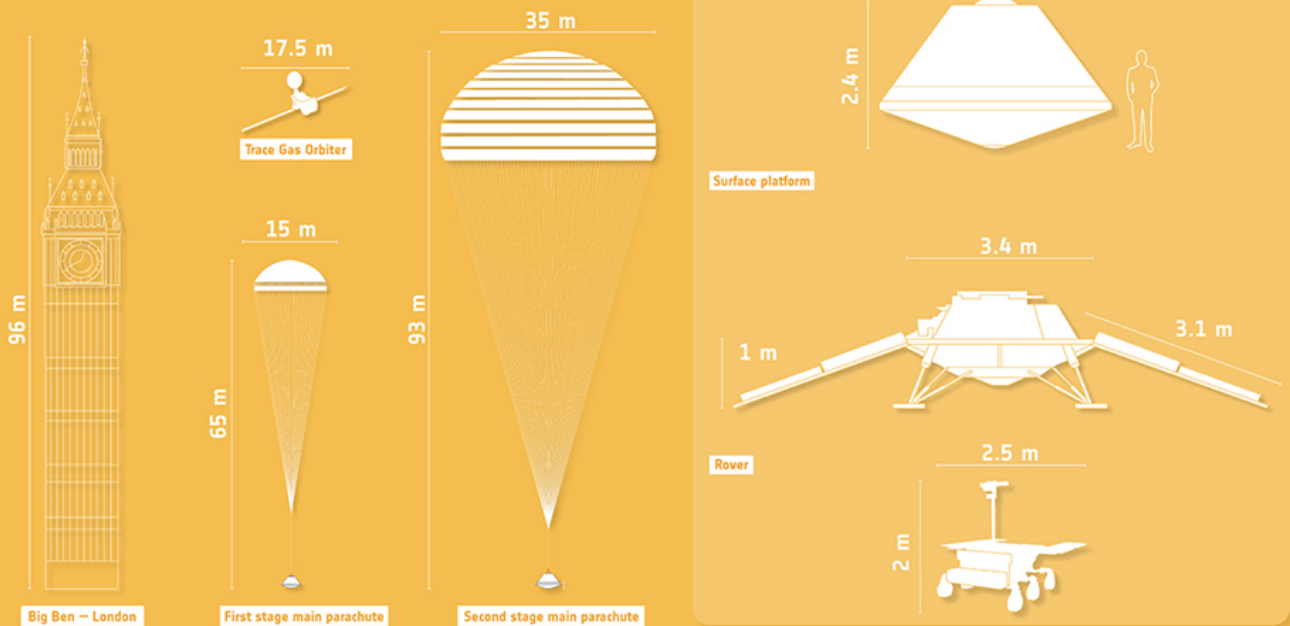 96 m
Big Ben — London
17.5 m
Trace Gas Orbiter
15 m
65 m
First stage main parachute
35 m
93 m
Second stage main parachute
2.4 m
Surface platform
3.4 m
1 m
3.1 m
Rover
2.5 m
2 m